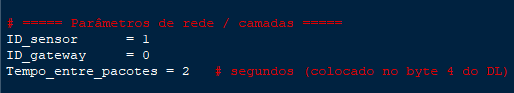 # ===== Parâmetros de rede / camadas =====
ID_sensor      = 1
ID_gateway     = 0
Tempo_entre_pacotes = 2   # segundos (colocado no byte 4 do DL)